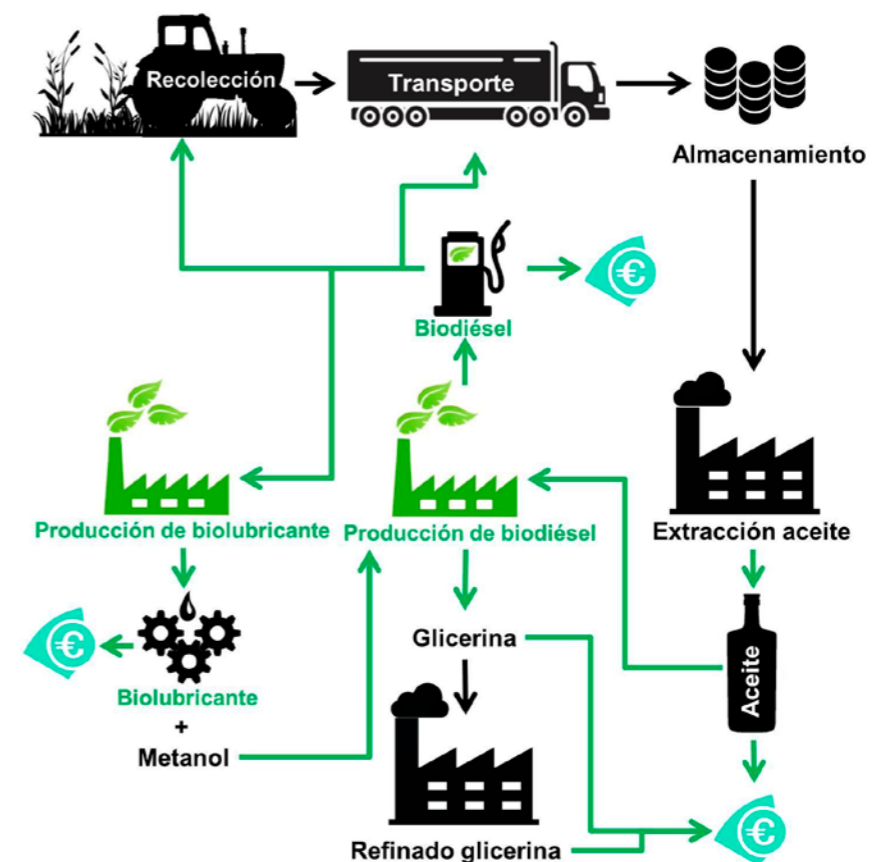 Recolección
Transporte
Almacenamiento
€
Biodiésel
Producción de biolubricante
Producción de biodiésel
Extracción aceite
Glicerina
€
Biolubricante
+
Metanol
Aceite
Refinado glicerina
€